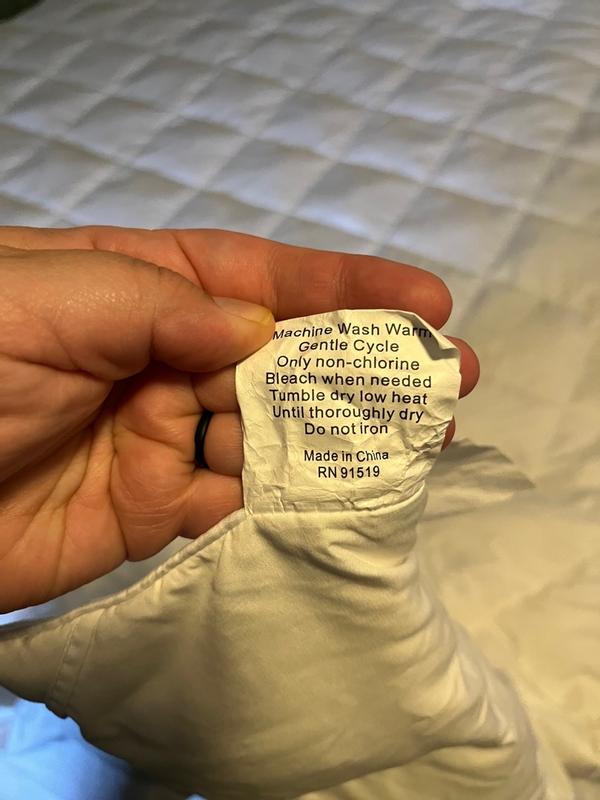 Machine Wash Warm
Gentle Cycle
Only non-chlorine
Bleach when needed
Tumble dry low heat
Until thoroughly dry
Do not iron
Made in China
RN 91519